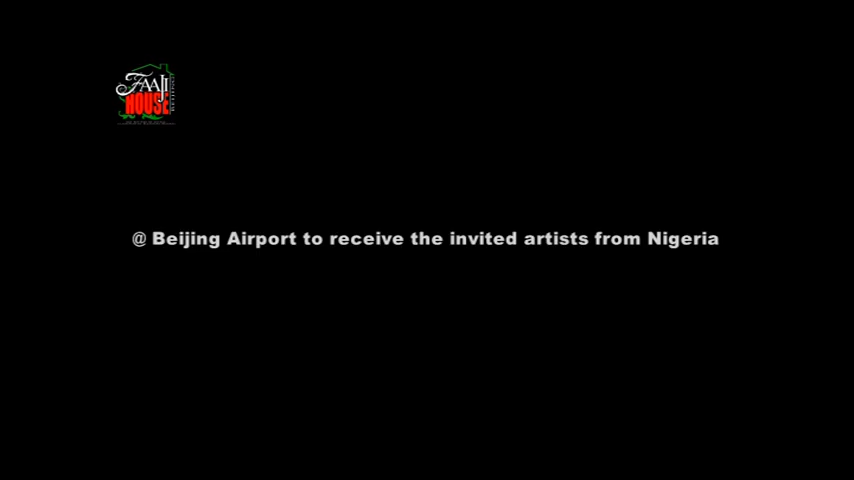 FAAJI
HOUSE
@ Beijing Airport to receive the invited artists from Nigeria